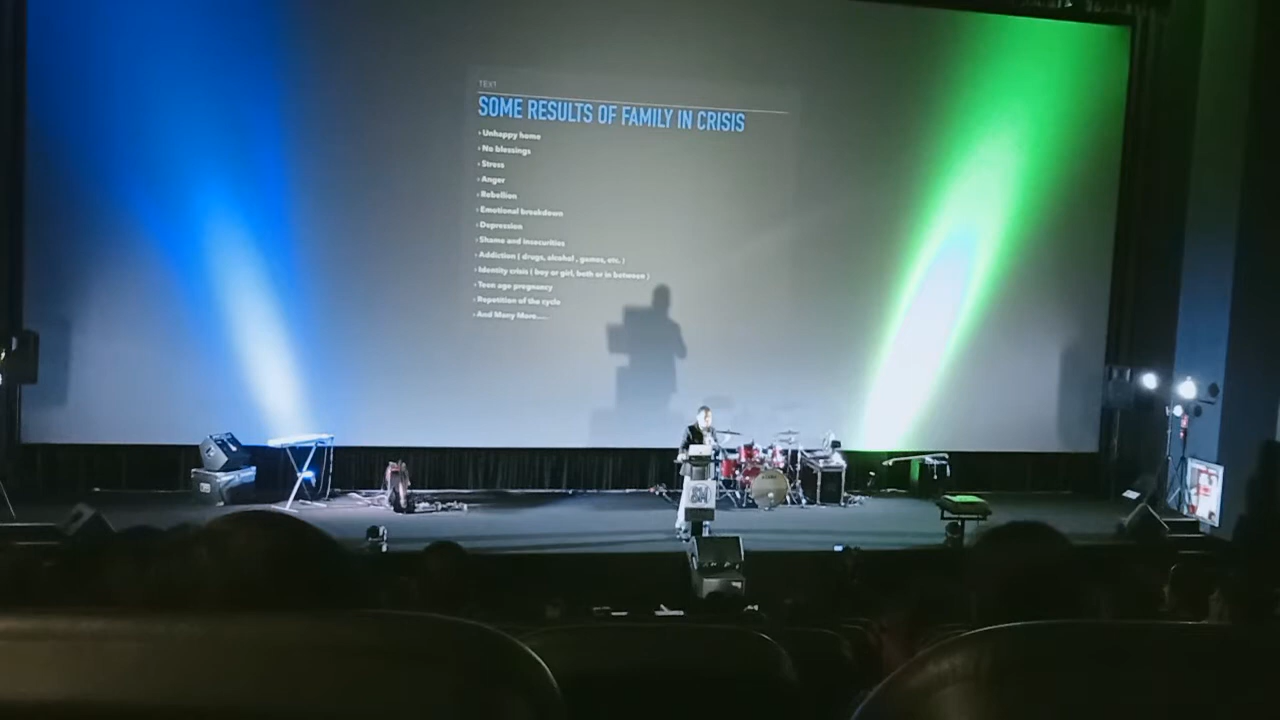 TEXT
SOME RESULTS OF FAMILY IN CRISIS
› Unhappy home
› No blessings
› Stress
› Anger
› Rebellion
› Emotional breakdown
› Depression
› Shame and insecurities
› Addiction ( drugs, alcohol , games, etc. )
› Identity crisis ( boy or girl, both or in between )
› Teen age pregnancy
› Repetition of the cycle
› And Many More.....
SM